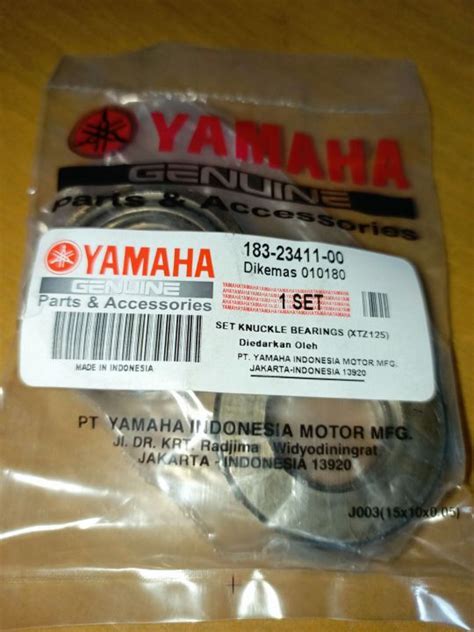 YAMAHA
GENUINE
Parts & Accessories
YAMAHA
GENUINE
Parts & Accessories
MADE IN INDONESIA
183-23411-00
Dikemas 010180
1 SET
SET KNUCKLE BEARINGS (XTZ125)
Diedarkan Oleh
PT. YAMAHA INDONESIA MOTOR MFG.
JAKARTA-INDONESIA 13920
PT YAMAHA INDONESIA MOTOR MFG.
JL. DR. KRT. Radjima Widyodiningrat
JAKARTA - INDONESIA 13920
J003(15x10x0.05)